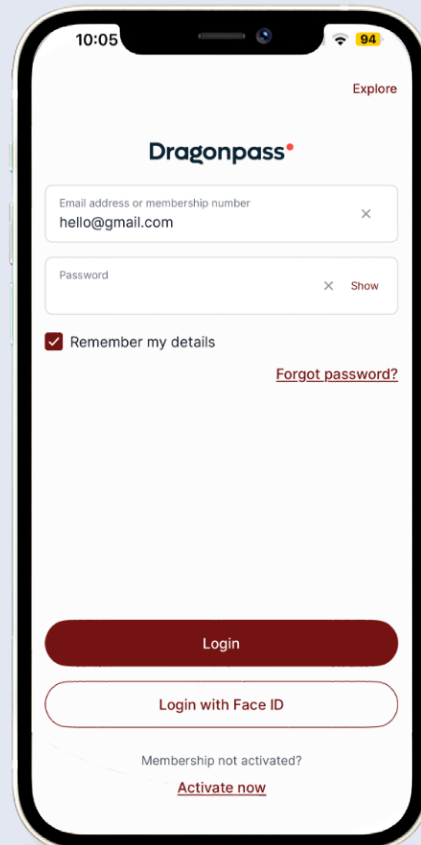 10:05
94
Explore
Dragonpass
Email address or membership number
hello@gmail.com
Password
Show
Remember my details
Forgot password?
Login
Login with Face ID
Membership not activated?
Activate now